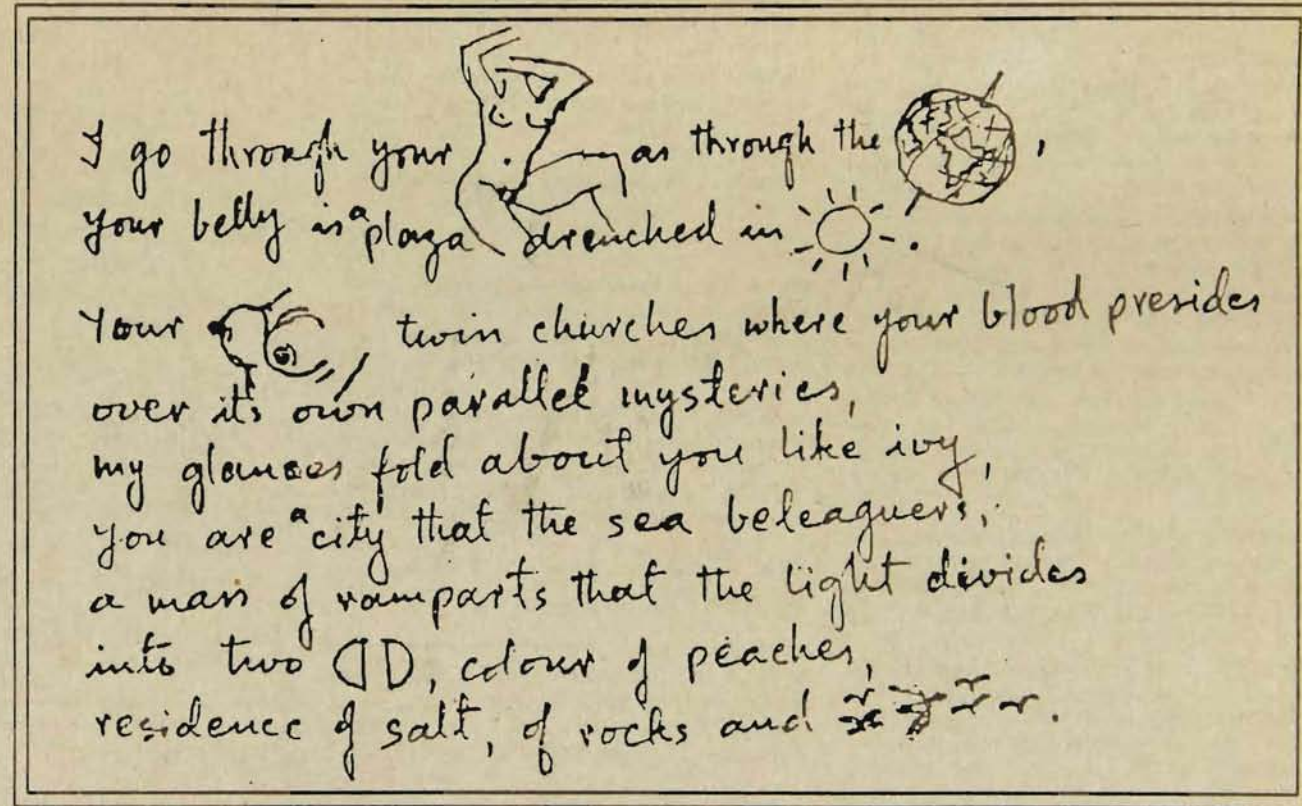 I go through your as through the ,
your belly is a plaza drenched in .
Your twin churches where your blood presides
over its own parallel mysteries,
my glances fold about you like ivy,
you are a city that the sea beleaguers,
a mass of ramparts that the light divides
into two , colour of peaches,
residence of salt, of rocks and .